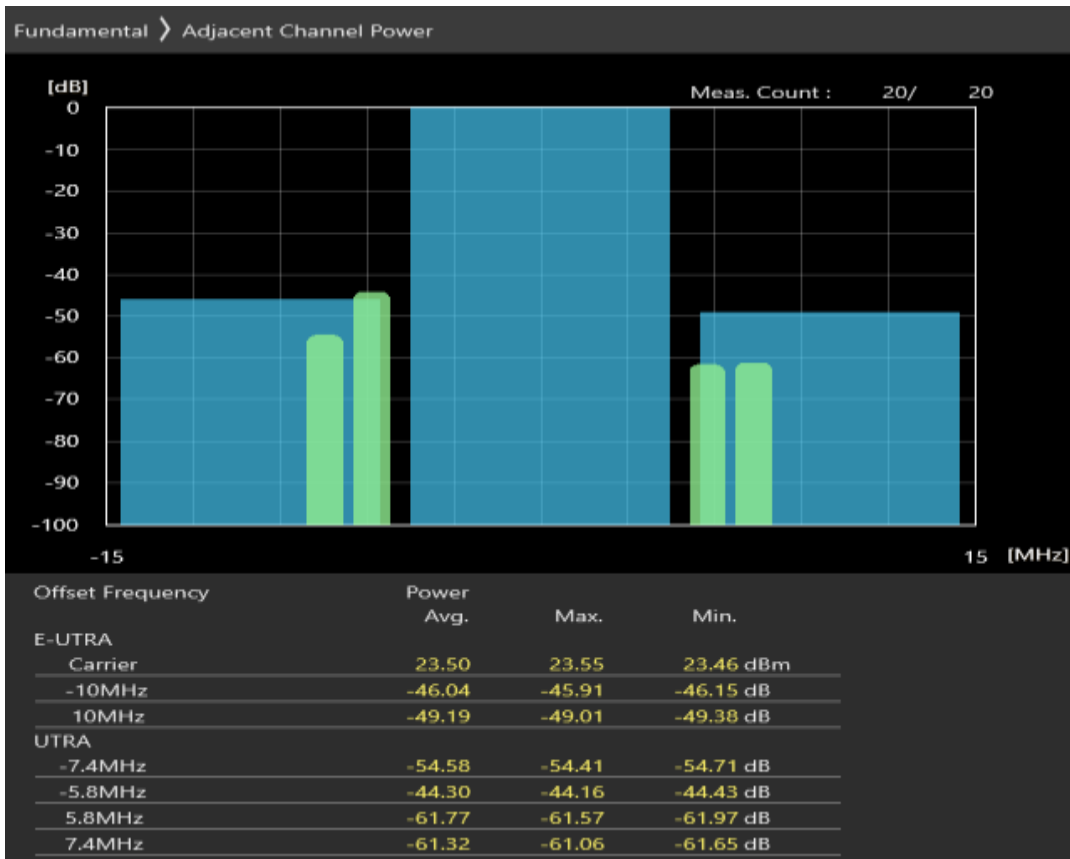 Fundamental 〉 Adjacent Channel Power
[dB]
Meas. Count : 20/ 20
0
-10
-20
-30
-40
-50
-60
-70
-80
-90
-100
-15 15 [MHz]
Offset Frequency Power
Avg. Max. Min.
E-UTRA
Carrier 23.50 23.55 23.46 dBm
-10MHz -46.04 -45.91 -46.15 dB
10MHz -49.19 -49.01 -49.38 dB
UTRA
-7.4MHz -54.58 -54.41 -54.71 dB
-5.8MHz -44.30 -44.16 -44.43 dB
5.8MHz -61.77 -61.57 -61.97 dB
7.4MHz -61.32 -61.06 -61.65 dB